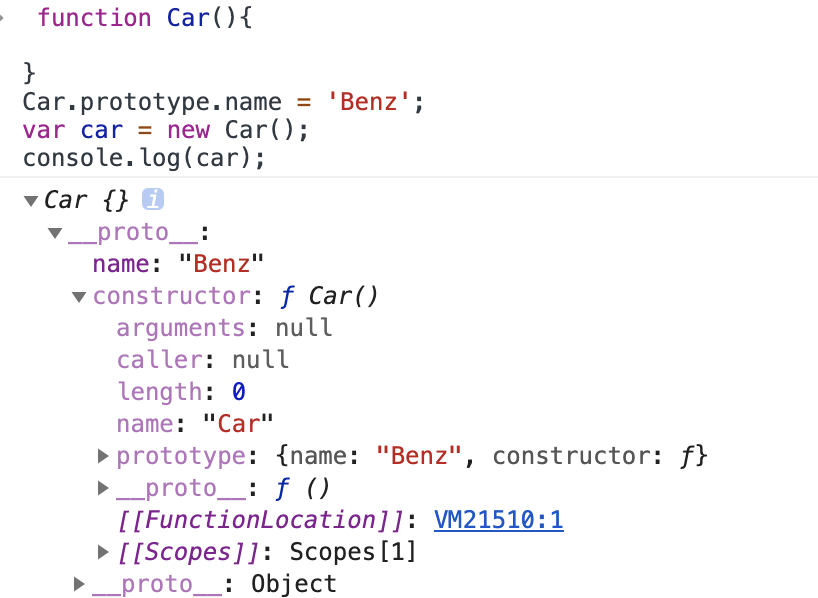 function Car(){
}
Car.prototype.name = 'Benz';
var car = new Car();
console.log(car);
Car {} i
__proto__:
name: "Benz"
constructor: ƒ Car()
arguments: null
caller: null
length: 0
name: "Car"
prototype: {name: "Benz", constructor: ƒ}
__proto__: ƒ ()
[[FunctionLocation]]: VM21510:1
[[Scopes]]: Scopes[1]
__proto__: Object